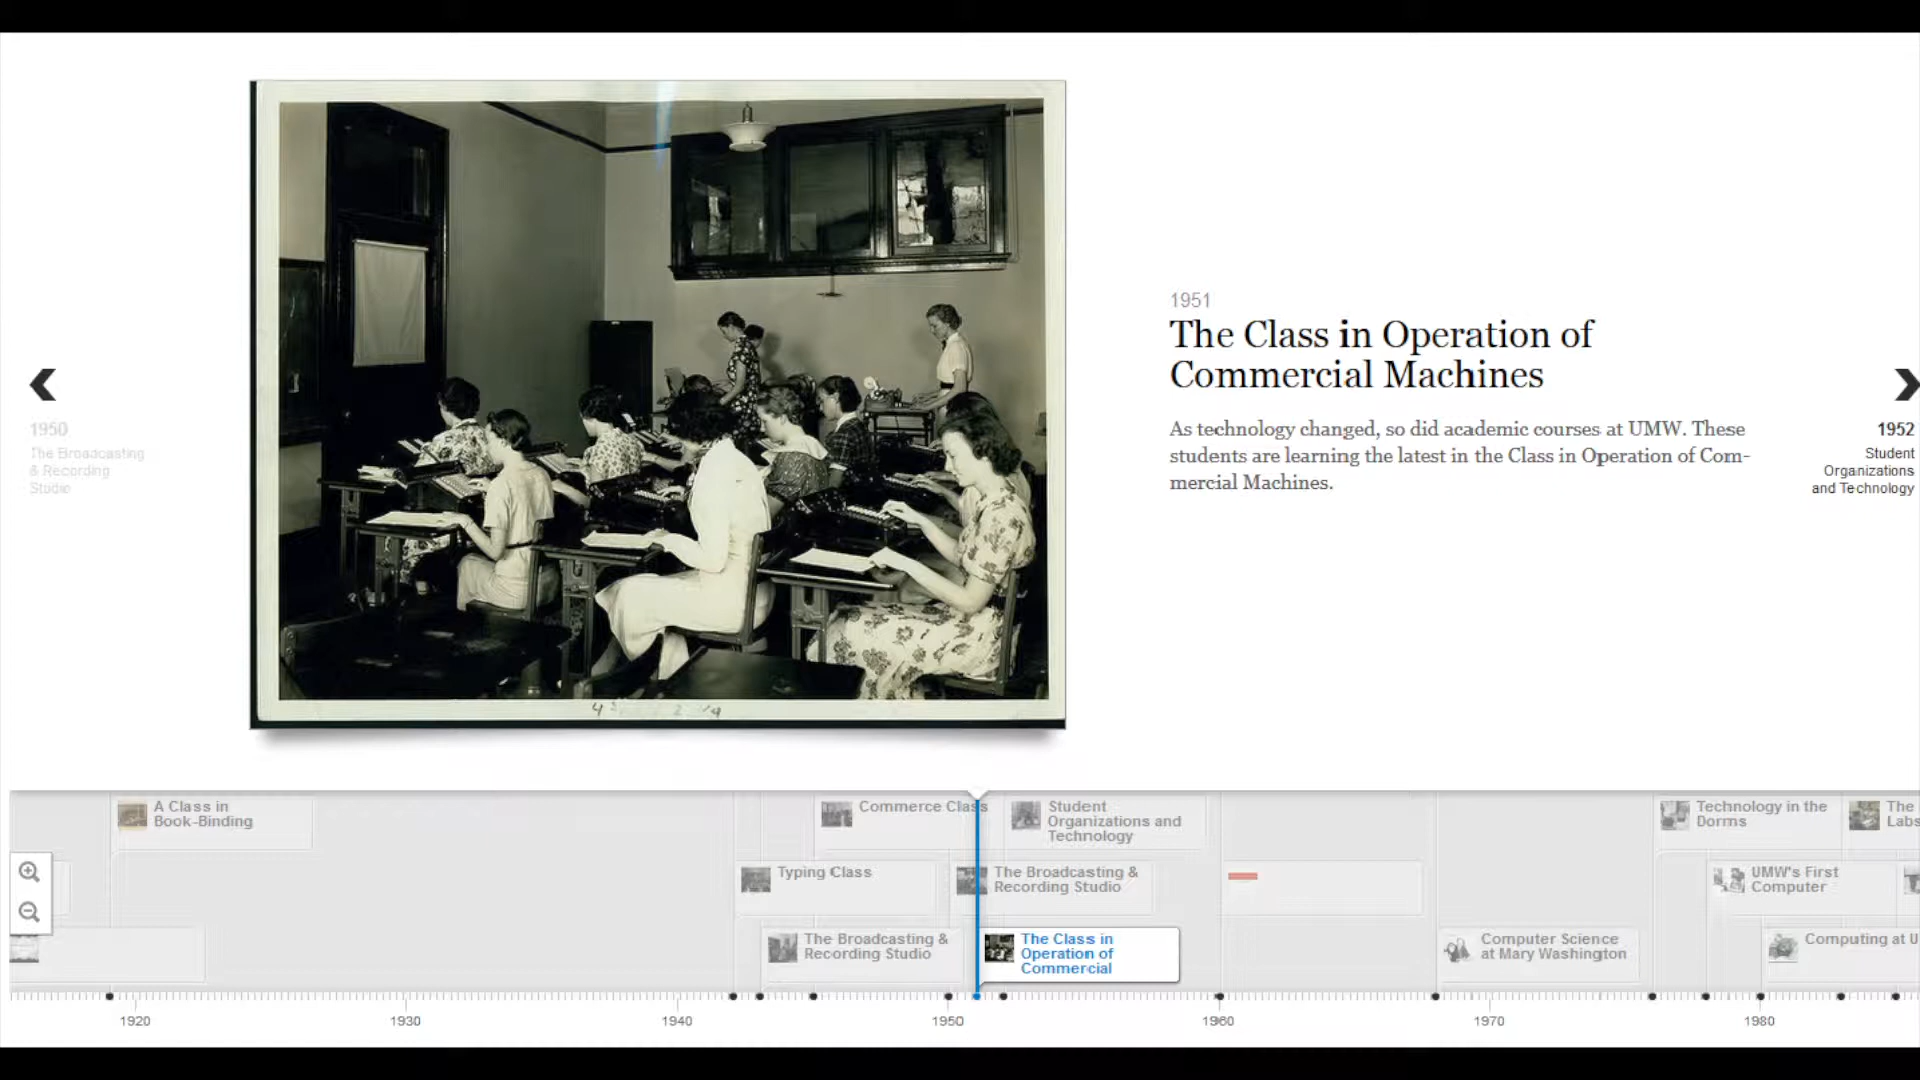 1951
The Class in Operation of
Commercial Machines
As technology changed, so did academic courses at UMW. These
students are learning the latest in the Class in Operation of Com-
mercial Machines.
1950
The Broadcasting
& Recording
Studio
1952
Student
Organizations
and Technology
A Class in
Book-Binding
Commerce Class
Student
Organizations and
Technology
Technology in the
Dorms
The
Labs
Typing Class
The Broadcasting &
Recording Studio
UMW's First
Computer
The Broadcasting &
Recording Studio
The Class in
Operation of
Commercial
Computer Science
at Mary Washington
Computing at U
1920
1930
1940
1950
1960
1970
1980